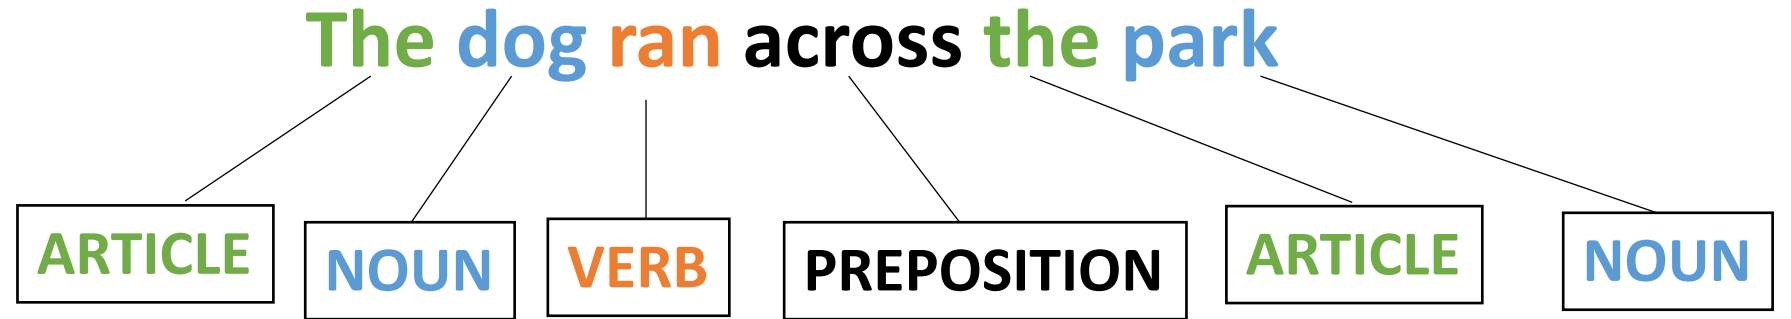 The dog ran across the park
ARTICLE NOUN VERB PREPOSITION ARTICLE NOUN